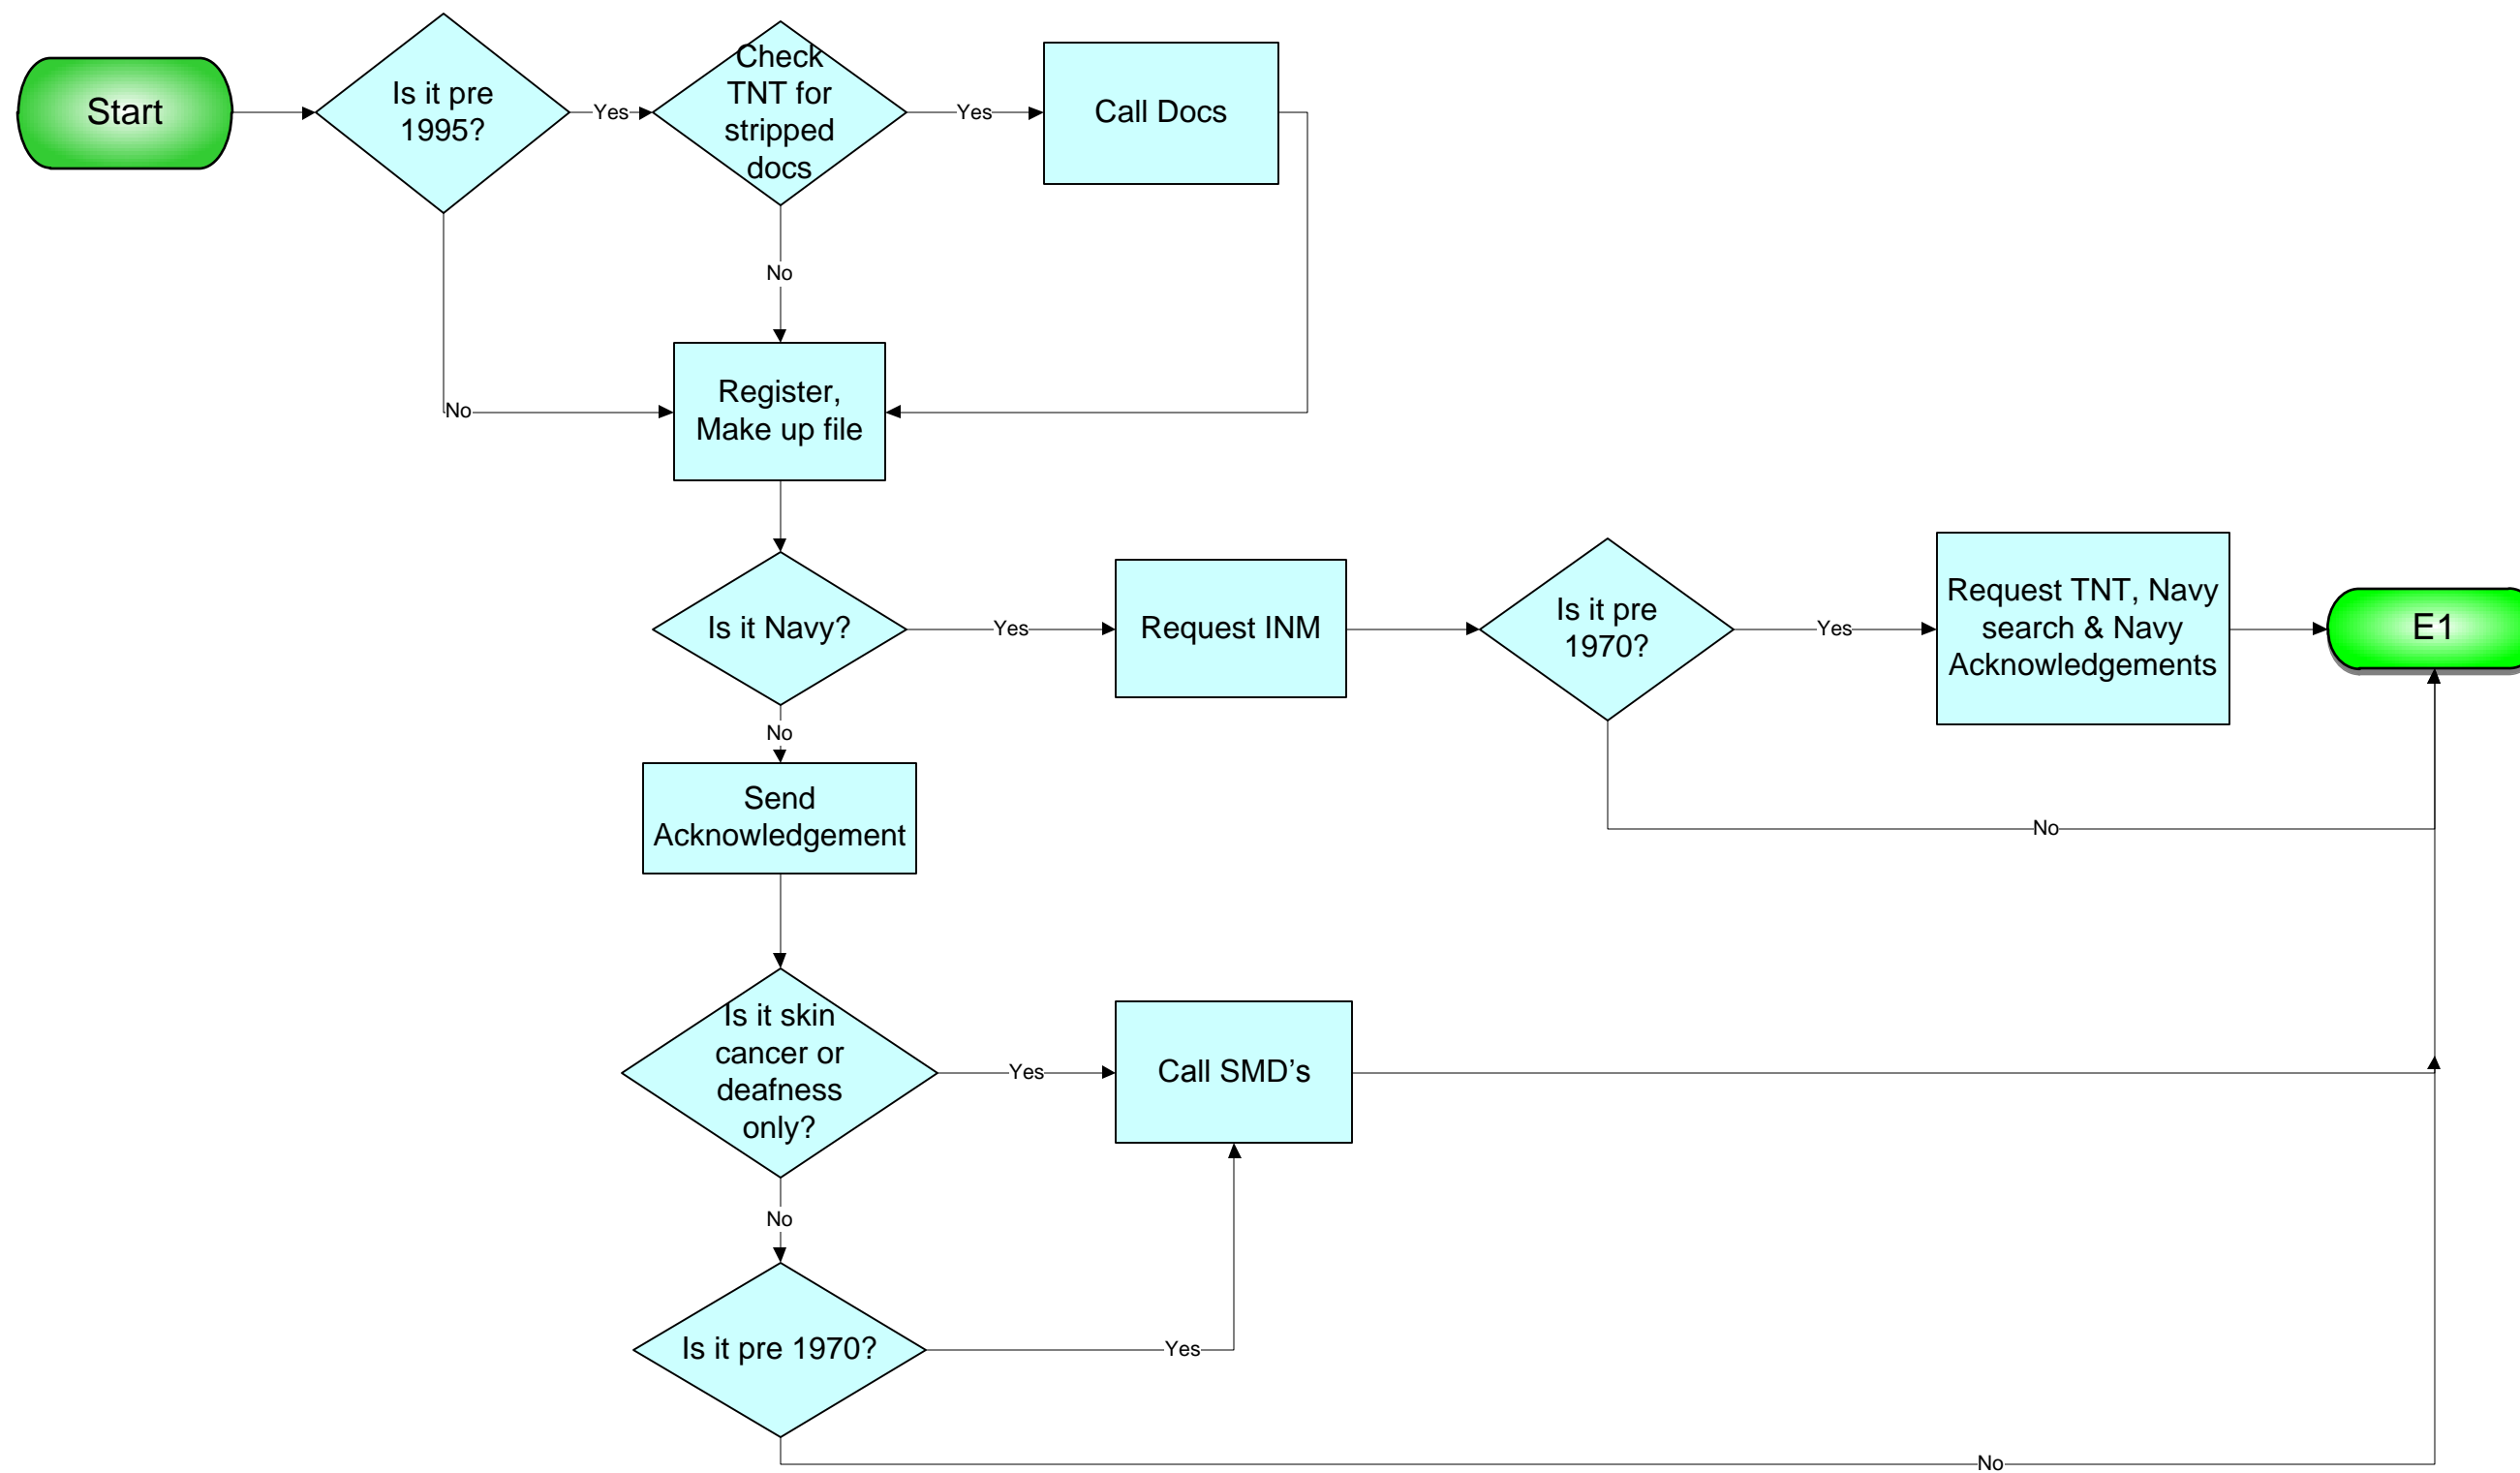 Start
Is it pre
1995?
Yes
Check
TNT for
stripped
docs
Yes
Call Docs
No
No
Register,
Make up file
Is it Navy?
Yes
Request INM
Is it pre
1970?
Yes
Request TNT, Navy
search & Navy
Acknowledgements
E1
No
Send
Acknowledgement
No
Is it skin
cancer or
deafness
only?
Yes
Call SMD’s
No
Is it pre 1970?
Yes
No